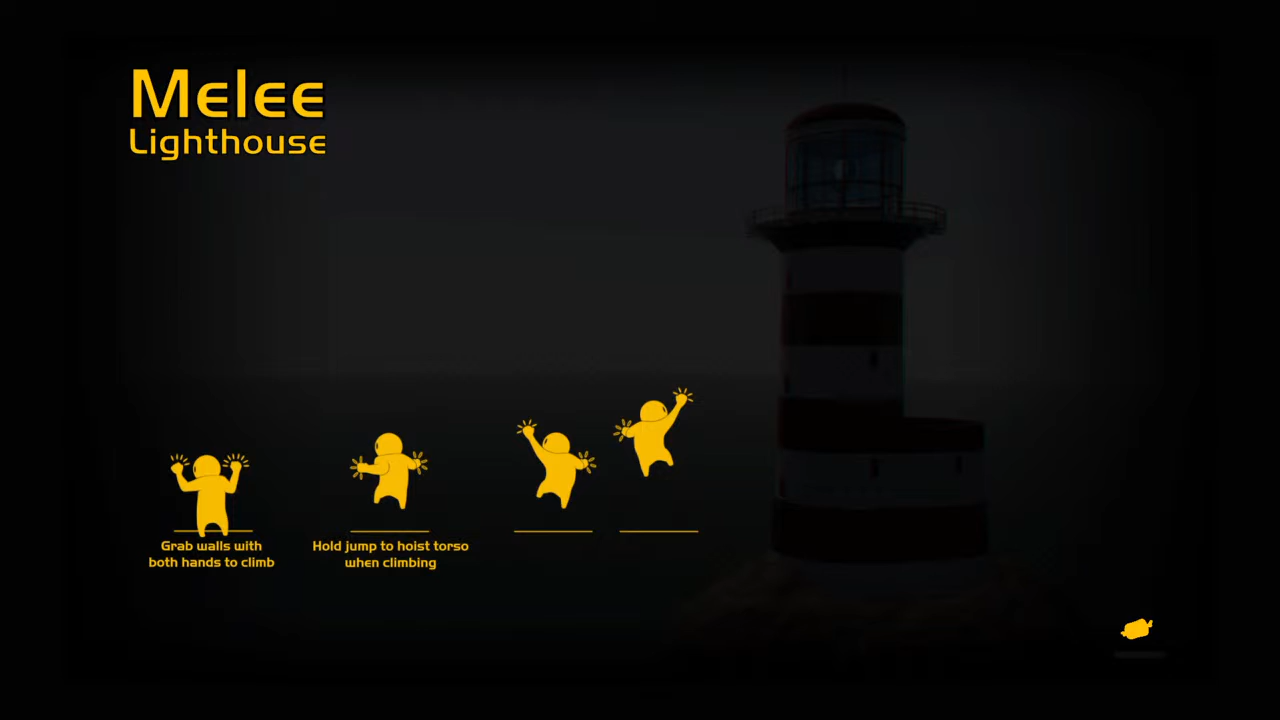 Melee
Lighthouse
Grab walls with
both hands to climb
Hold jump to hoist torso
when climbing